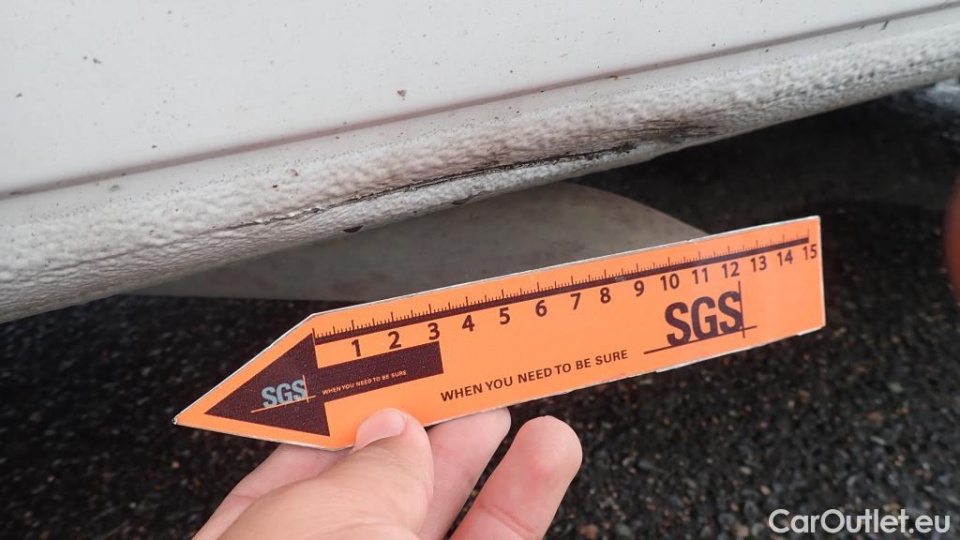 1 2 3 4 5 6 7 8 9 10 11 12 13 14 15
SGS
SGS WHEN YOU NEED TO BE SURE
WHEN YOU NEED TO BE SURE
CarOutlet.eu